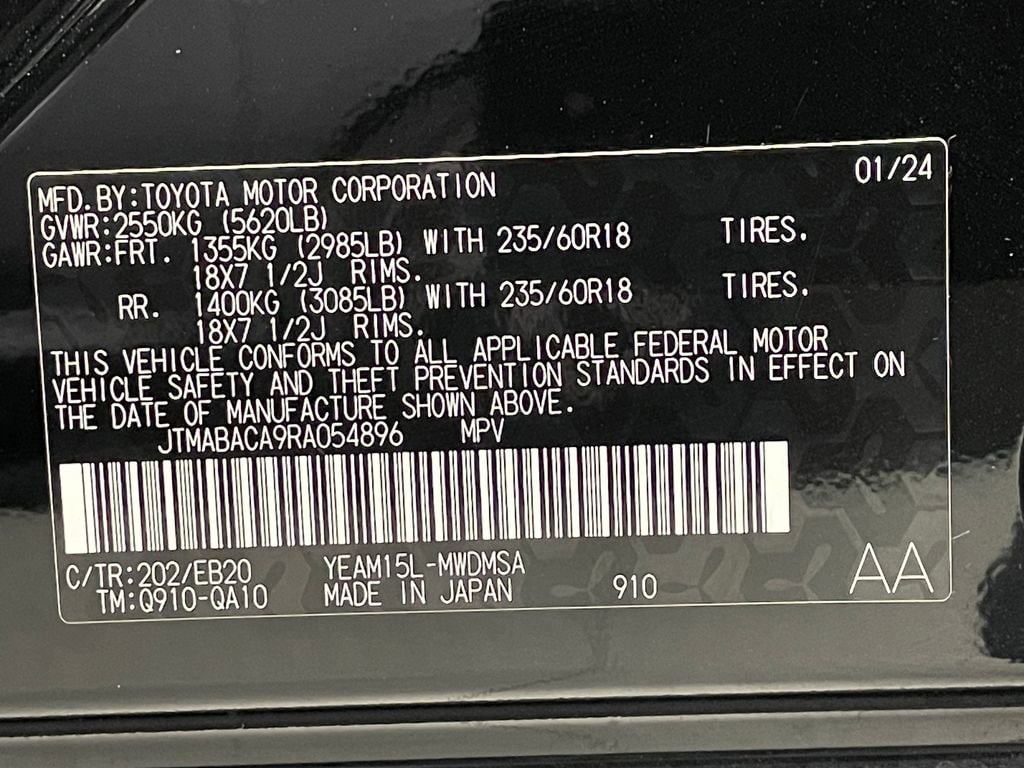 MFD.BY:TOYOTA MOTOR CORPORATION 01/24
GVWR:2550KG (5620LB)
GAWR:FRT. 1355KG (2985LB) WITH 235/60R18 TIRES.
18X7 1/2J RIMS.
RR. 1400KG (3085LB) WITH 235/60R18 TIRES.
18X7 1/2J RIMS.
THIS VEHICLE CONFORMS TO ALL APPLICABLE FEDERAL MOTOR
VEHICLE SAFETY AND THEFT PREVENTION STANDARDS IN EFFECT ON
THE DATE OF MANUFACTURE SHOWN ABOVE.
JTMABACA9RA054896 MPV
C/TR:202/EB20 YEAM15L-MWDMSA
TM:Q910-QA10 MADE IN JAPAN 910 AA